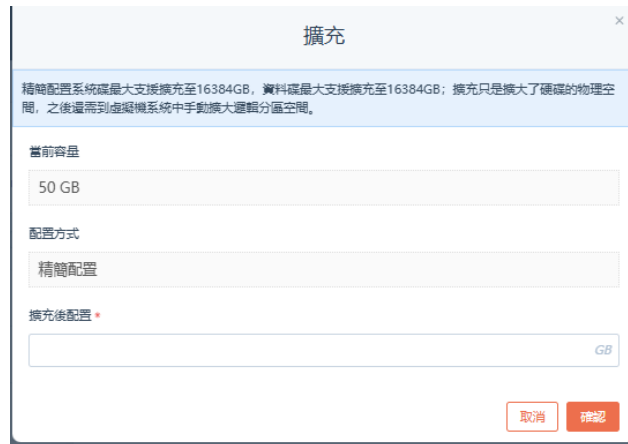 擴充
×
精簡配置系統碟最大支援擴充至16384GB，資料碟最大支援擴充至16384GB；擴充只是擴大了硬碟的物理空
間，之後還需到虛擬機系統中手動擴大邏輯分區空間。
當前容量
50 GB
配置方式
精簡配置
擴充後配置 *
GB
取消 確認